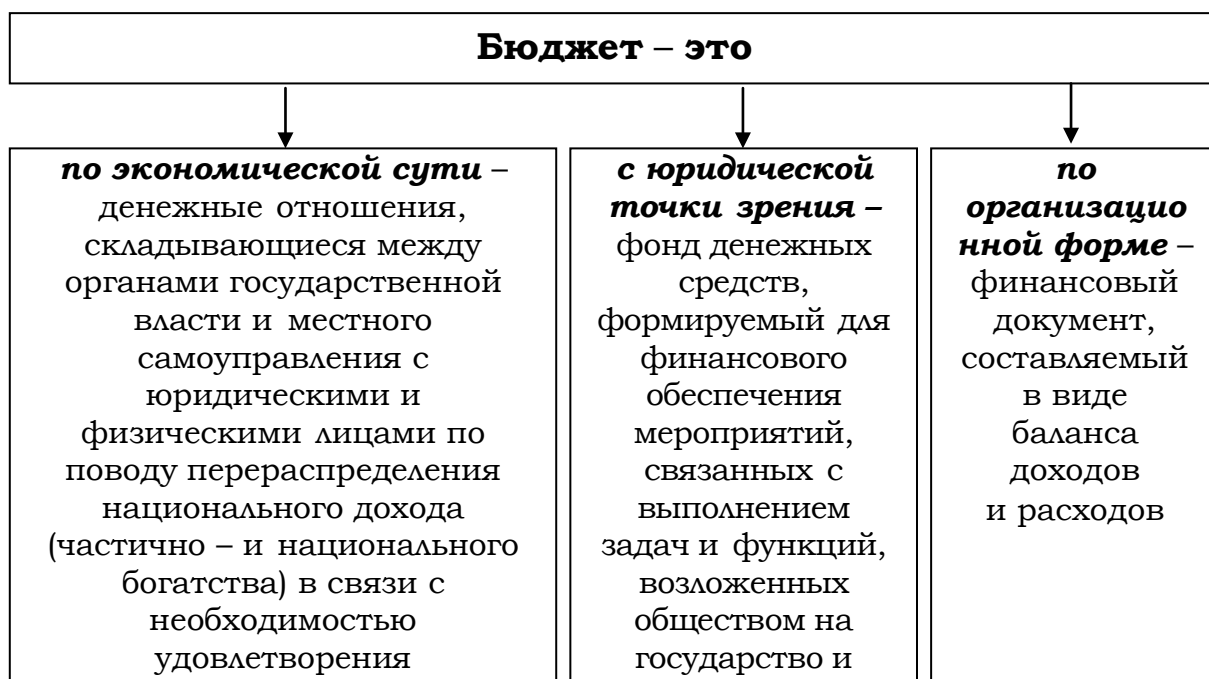 Бюджет – это
по экономической сути –
денежные отношения,
складывающиеся между
органами государственной
власти и местного
самоуправления с
юридическими и
физическими лицами по
поводу перераспределения
национального дохода
(частично – и национального
богатства) в связи с
необходимостью
удовлетворения
с юридической
точки зрения –
фонд денежных
средств,
формируемый для
финансового
обеспечения
мероприятий,
связанных с
выполнением
задач и функций,
возложенных
обществом на
государство и
по
организацио
нной форме –
финансовый
документ,
составляемый
в виде
баланса
доходов
и расходов